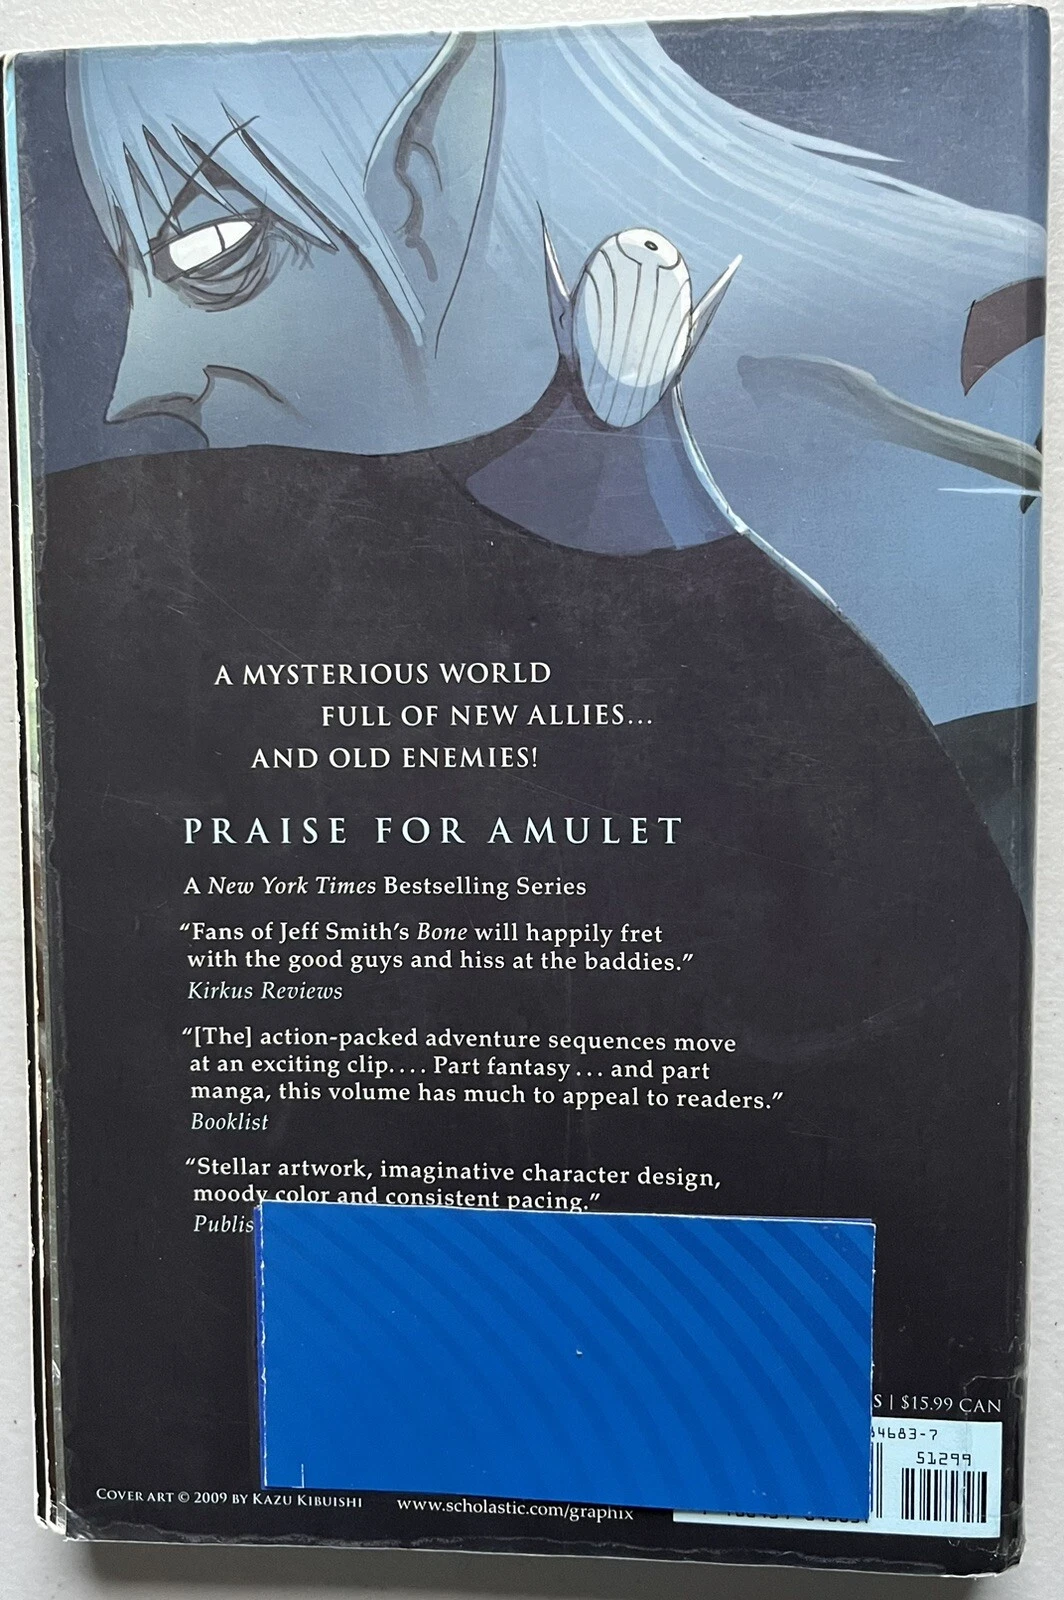 A MYSTERIOUS WORLD
FULL OF NEW ALLIES...
AND OLD ENEMIES!
PRAISE FOR AMULET
A New York Times Bestselling Series
“Fans of Jeff Smith’s Bone will happily fret
with the good guys and hiss at the baddies.”
Kirkus Reviews
“[The] action-packed adventure sequences move
at an exciting clip.... Part fantasy... and part
manga, this volume has much to appeal to readers.”
Booklist
“Stellar artwork, imaginative character design,
moody color and consistent pacing.”
Publis
S | $15.99 CAN
4683-7
51299
COVER ART © 2009 BY KAZU KIBUISHI
www.scholastic.com/graphix